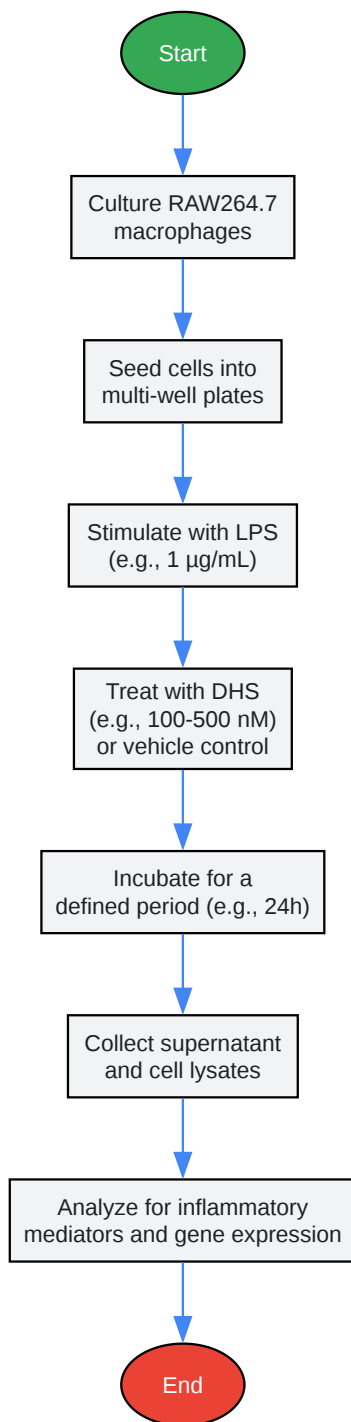 Start
Culture RAW264.7
macrophages
Seed cells into
multi-well plates
Stimulate with LPS
(e.g., 1 µg/mL)
Treat with DHS
(e.g., 100-500 nM)
or vehicle control
Incubate for a
defined period (e.g., 24h)
Collect supernatant
and cell lysates
Analyze for inflammatory
mediators and gene expression
End